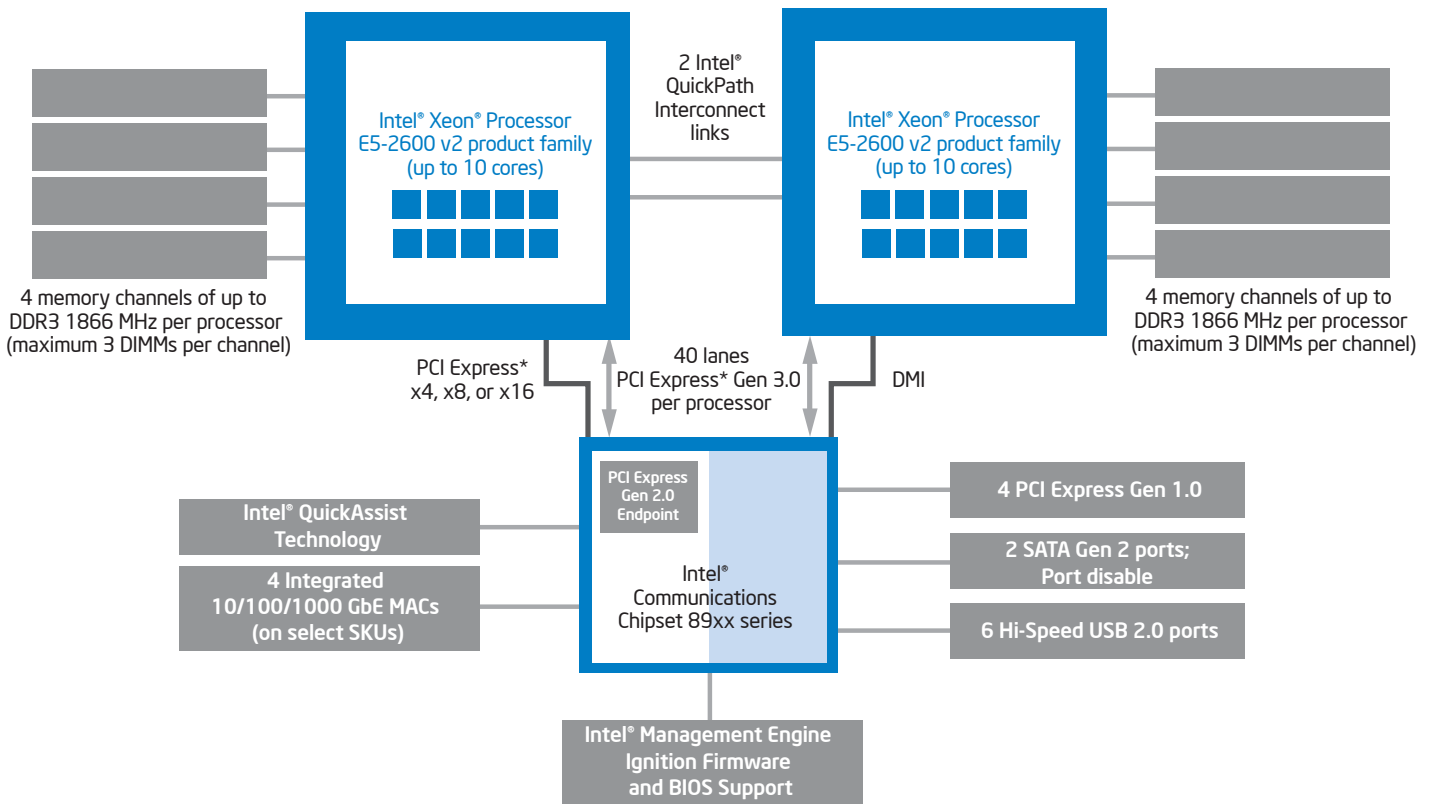 Intel® Xeon® Processor
E5-2600 v2 product family
(up to 10 cores)
2 Intel®
QuickPath
Interconnect
links
Intel® Xeon® Processor
E5-2600 v2 product family
(up to 10 cores)
4 memory channels of up to
DDR3 1866 MHz per processor
(maximum 3 DIMMs per channel)
4 memory channels of up to
DDR3 1866 MHz per processor
(maximum 3 DIMMs per channel)
PCI Express*
x4, x8, or x16
40 lanes
PCI Express* Gen 3.0
per processor
DMI
PCI Express
Gen 2.0
Endpoint
Intel®
Communications
Chipset 89xx series
Intel® QuickAssist
Technology
4 Integrated
10/100/1000 GbE MACs
(on select SKUs)
4 PCI Express Gen 1.0
2 SATA Gen 2 ports;
Port disable
6 Hi-Speed USB 2.0 ports
Intel® Management Engine
Ignition Firmware
and BIOS Support